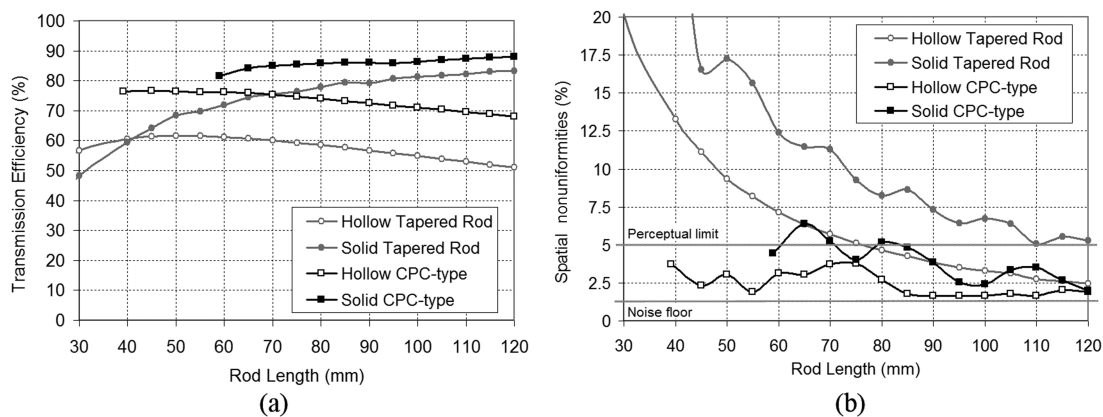 100
90
80
70
60
50
40
30
20
10
0
Transmission Efficiency (%)
Hollow Tapered Rod
Solid Tapered Rod
Hollow CPC-type
Solid CPC-type
30 40 50 60 70 80 90 100 110 120
Rod Length (mm)
(a)
20
17.5
15
12.5
10
7.5
5
2.5
0
Spatial nonuniformities (%)
Hollow Tapered Rod
Solid Tapered Rod
Hollow CPC-type
Solid CPC-type
Perceptual limit
Noise floor
30 40 50 60 70 80 90 100 110 120
Rod Length (mm)
(b)